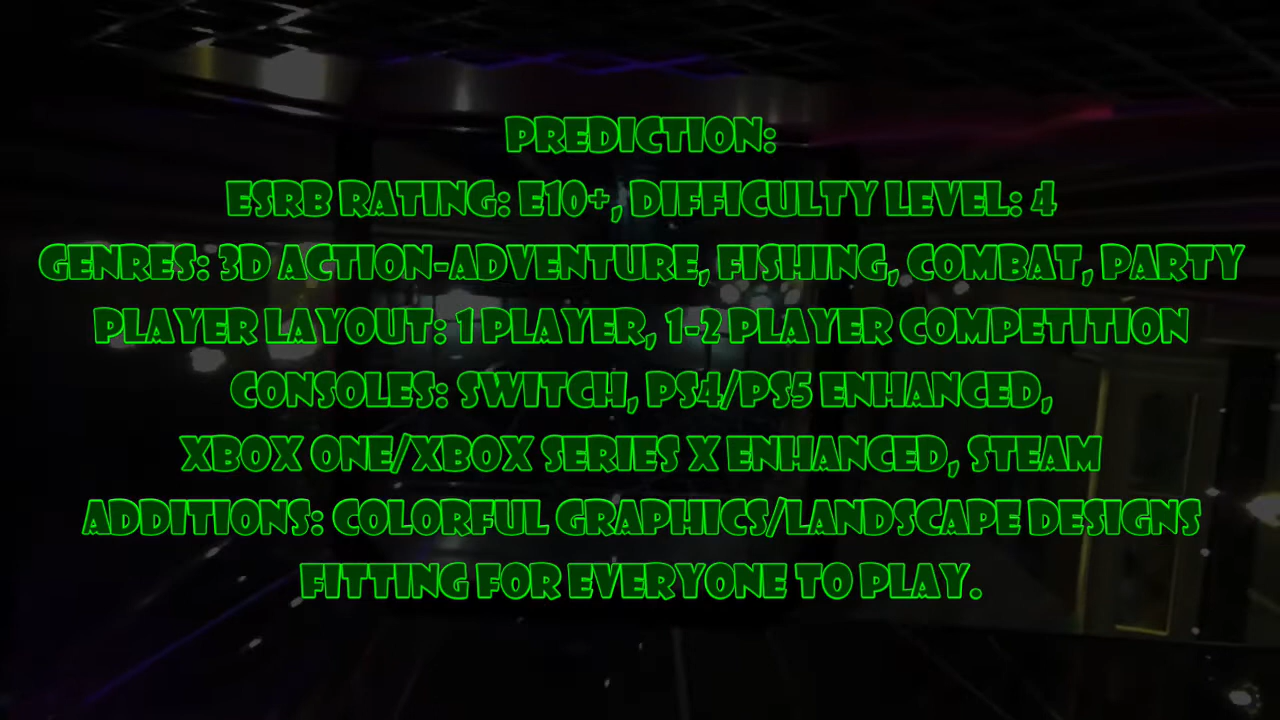 PREDICTION:
ESRB RATING: E10+, DIFFICULTY LEVEL: 4
GENRES: 3D ACTION-ADVENTURE, FISHING, COMBAT, PARTY
PLAYER LAYOUT: 1 PLAYER, 1-2 PLAYER COMPETITION
CONSOLES: SWITCH, PS4/PS5 ENHANCED,
XBOX ONE/XBOX SERIES X ENHANCED, STEAM
ADDITIONS: COLORFUL GRAPHICS/LANDSCAPE DESIGNS
FITTING FOR EVERYONE TO PLAY.